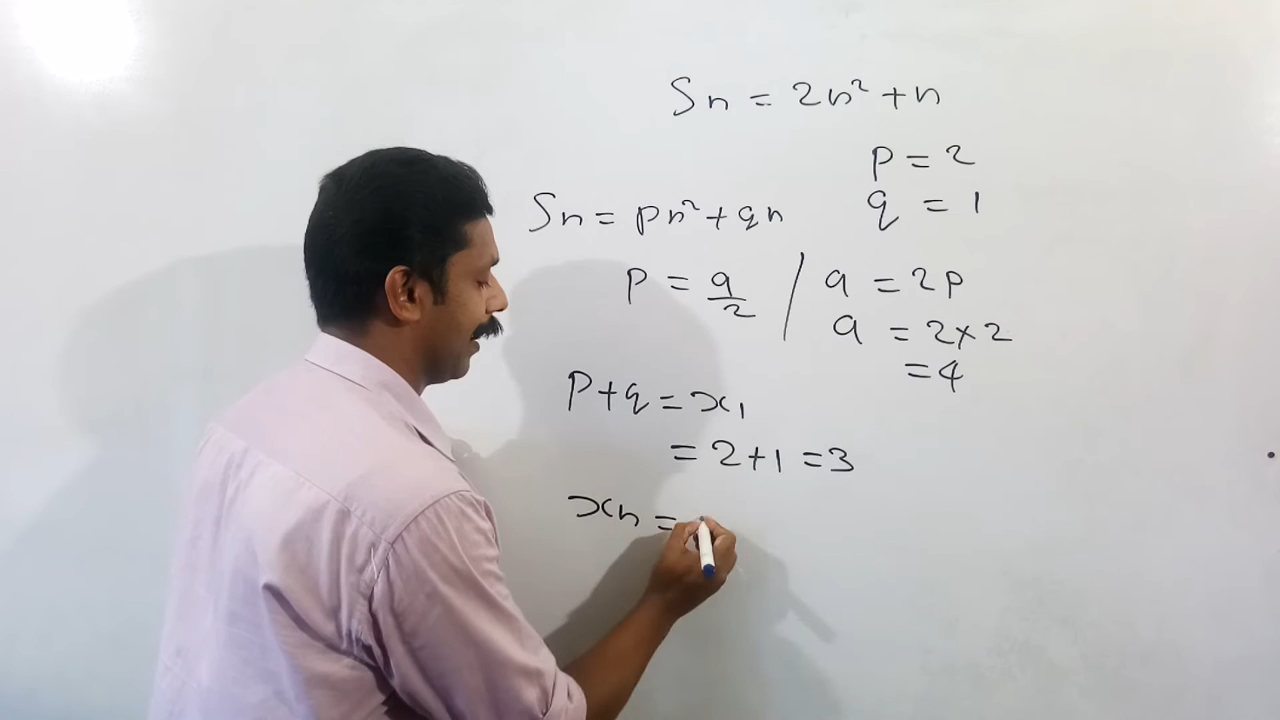 Sn = 2n² + n
p = 2
q = 1
Sn = pn² + qn
p = a/2 / a = 2p
a = 2×2
= 4
p+q = x₁
= 2+1 = 3
xn =